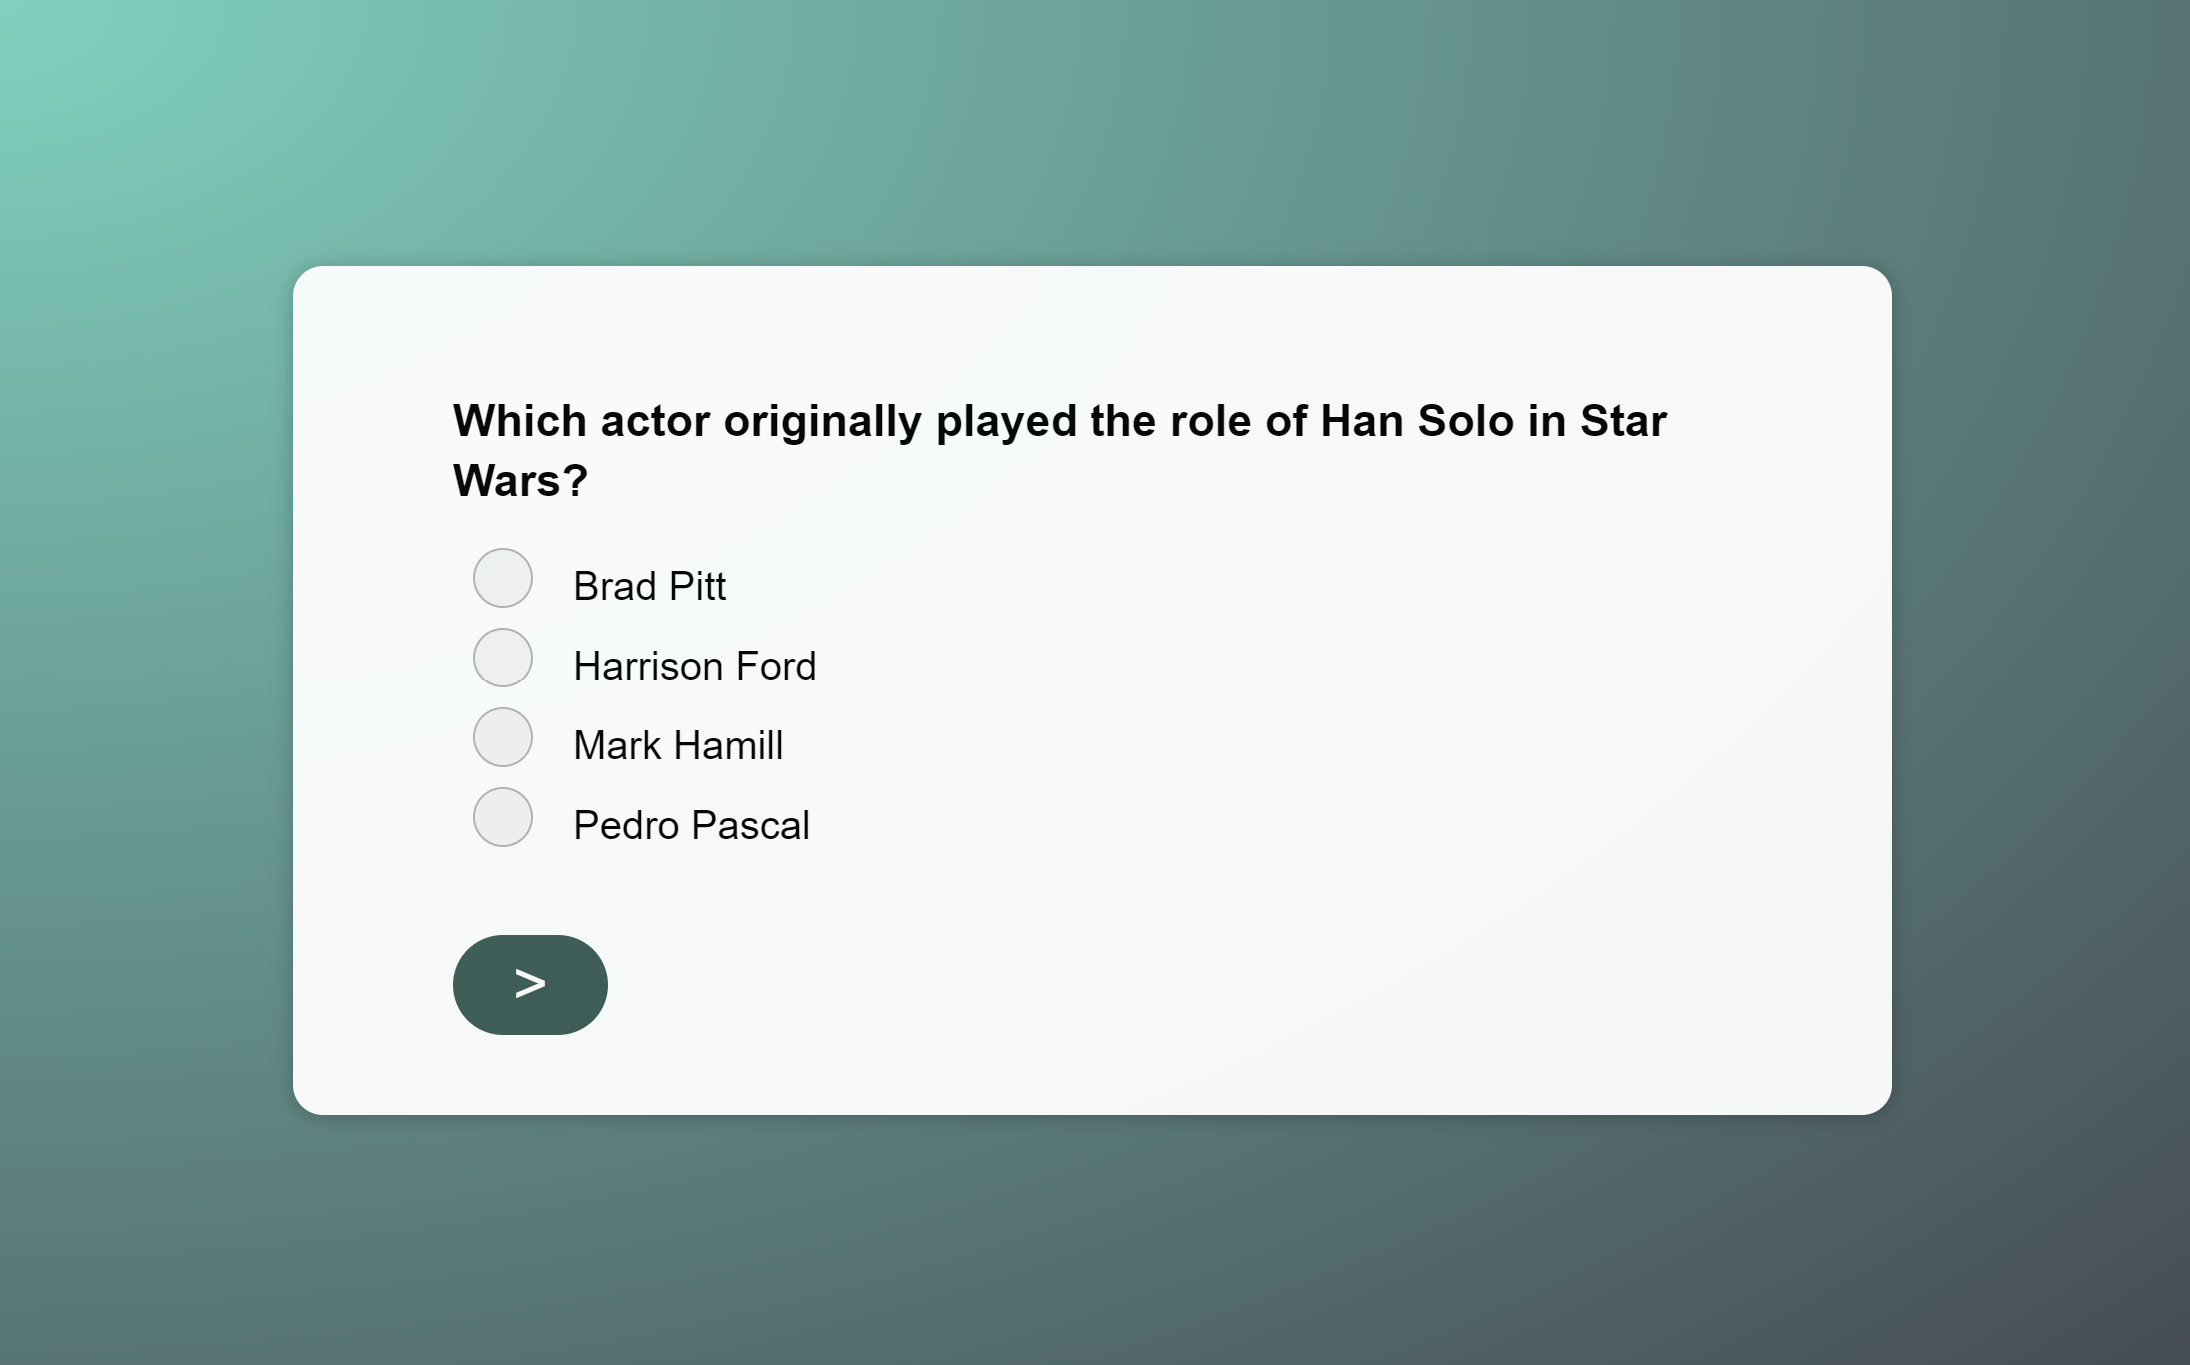 Which actor originally played the role of Han Solo in Star
Wars?
Brad Pitt
Harrison Ford
Mark Hamill
Pedro Pascal
>